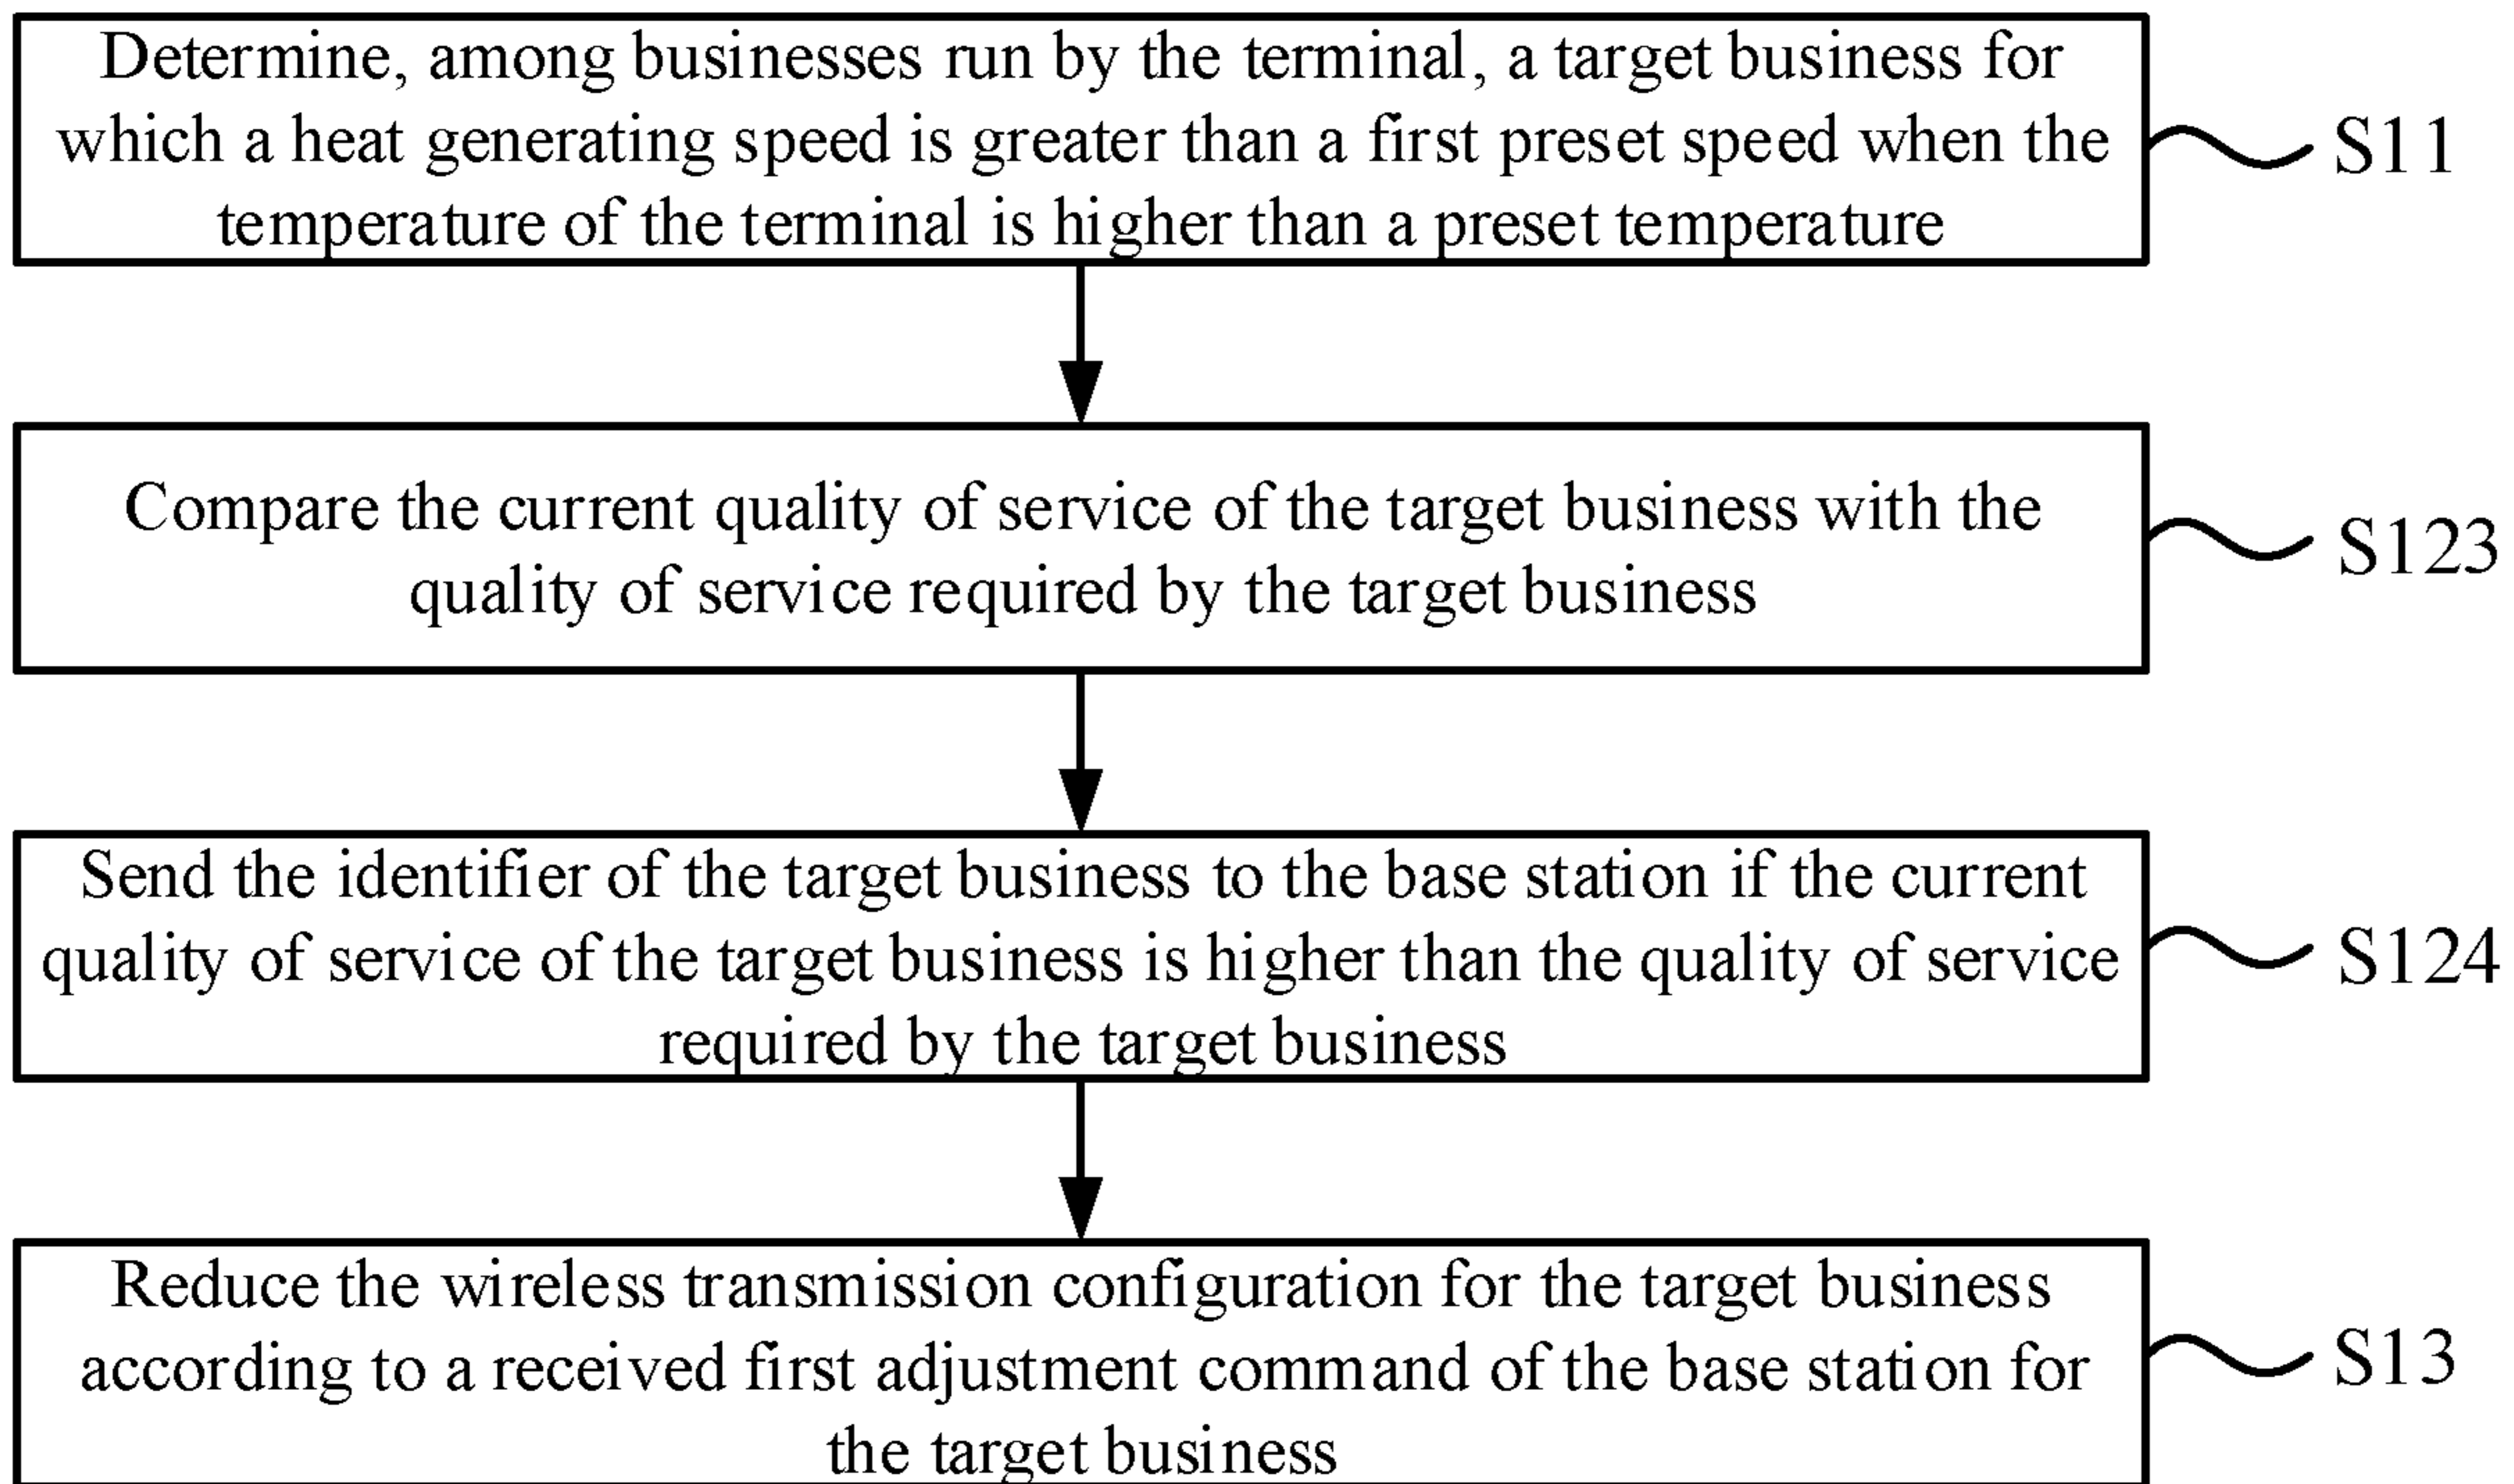 Determine, among businesses run by the terminal, a target business for
which a heat generating speed is greater than a first preset speed when the
temperature of the terminal is higher than a preset temperature
S11
Compare the current quality of service of the target business with the
quality of service required by the target business
S123
Send the identifier of the target business to the base station if the current
quality of service of the target business is higher than the quality of service
required by the target business
S124
Reduce the wireless transmission configuration for the target business
according to a received first adjustment command of the base station for
the target business
S13